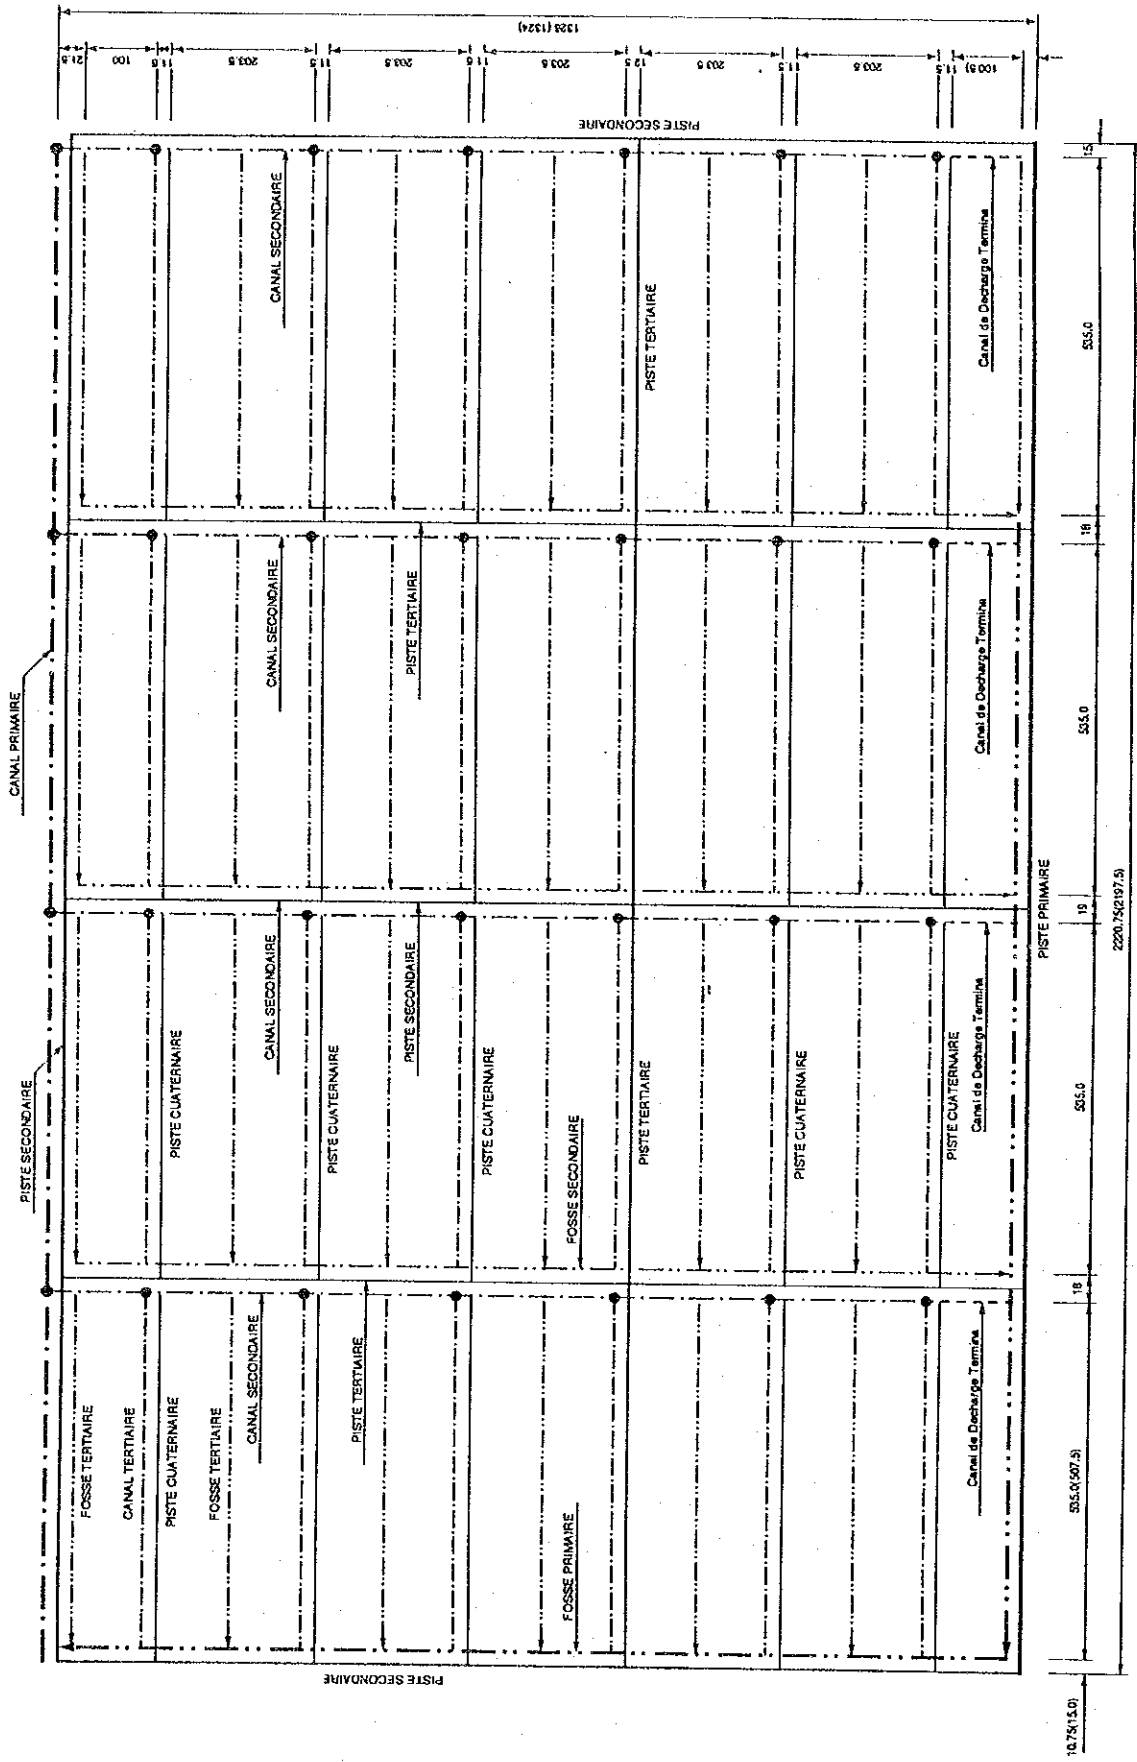 1328 (1324)
21.5
100
11.5
203.5
11.5
203.5
11.5
203.5
12.5
203.5
11.5
203.5
11.5
100.5)
PISTE SECONDAIRE
CANAL PRIMAIRE
PISTE SECONDAIRE
CANAL SECONDAIRE
PISTE TERTIAIRE
Canal de Decharge Termine
CANAL SECONDAIRE
PISTE TERTIAIRE
Canal de Decharge Termine
PISTE CUATERNAIRE
CANAL SECONDAIRE
PISTE CUATERNAIRE
PISTE SECONDAIRE
PISTE CUATERNAIRE
FOSSE SECONDAIRE
PISTE TERTIAIRE
PISTE CUATERNAIRE
PISTE CUATERNAIRE
Canal de Decharge Termine
FOSSE TERTIAIRE
CANAL TERTIAIRE
PISTE CUATERNAIRE
FOSSE TERTIAIRE
CANAL SECONDAIRE
PISTE TERTIAIRE
FOSSE PRIMAIRE
Canal de Decharge Termine
PISTE SECONDAIRE
PISTE PRIMAIRE
10.75(15.0)
535.0(507.5)
18
535.0
19
535.0
18
535.0
15
2220.75(2197.5)